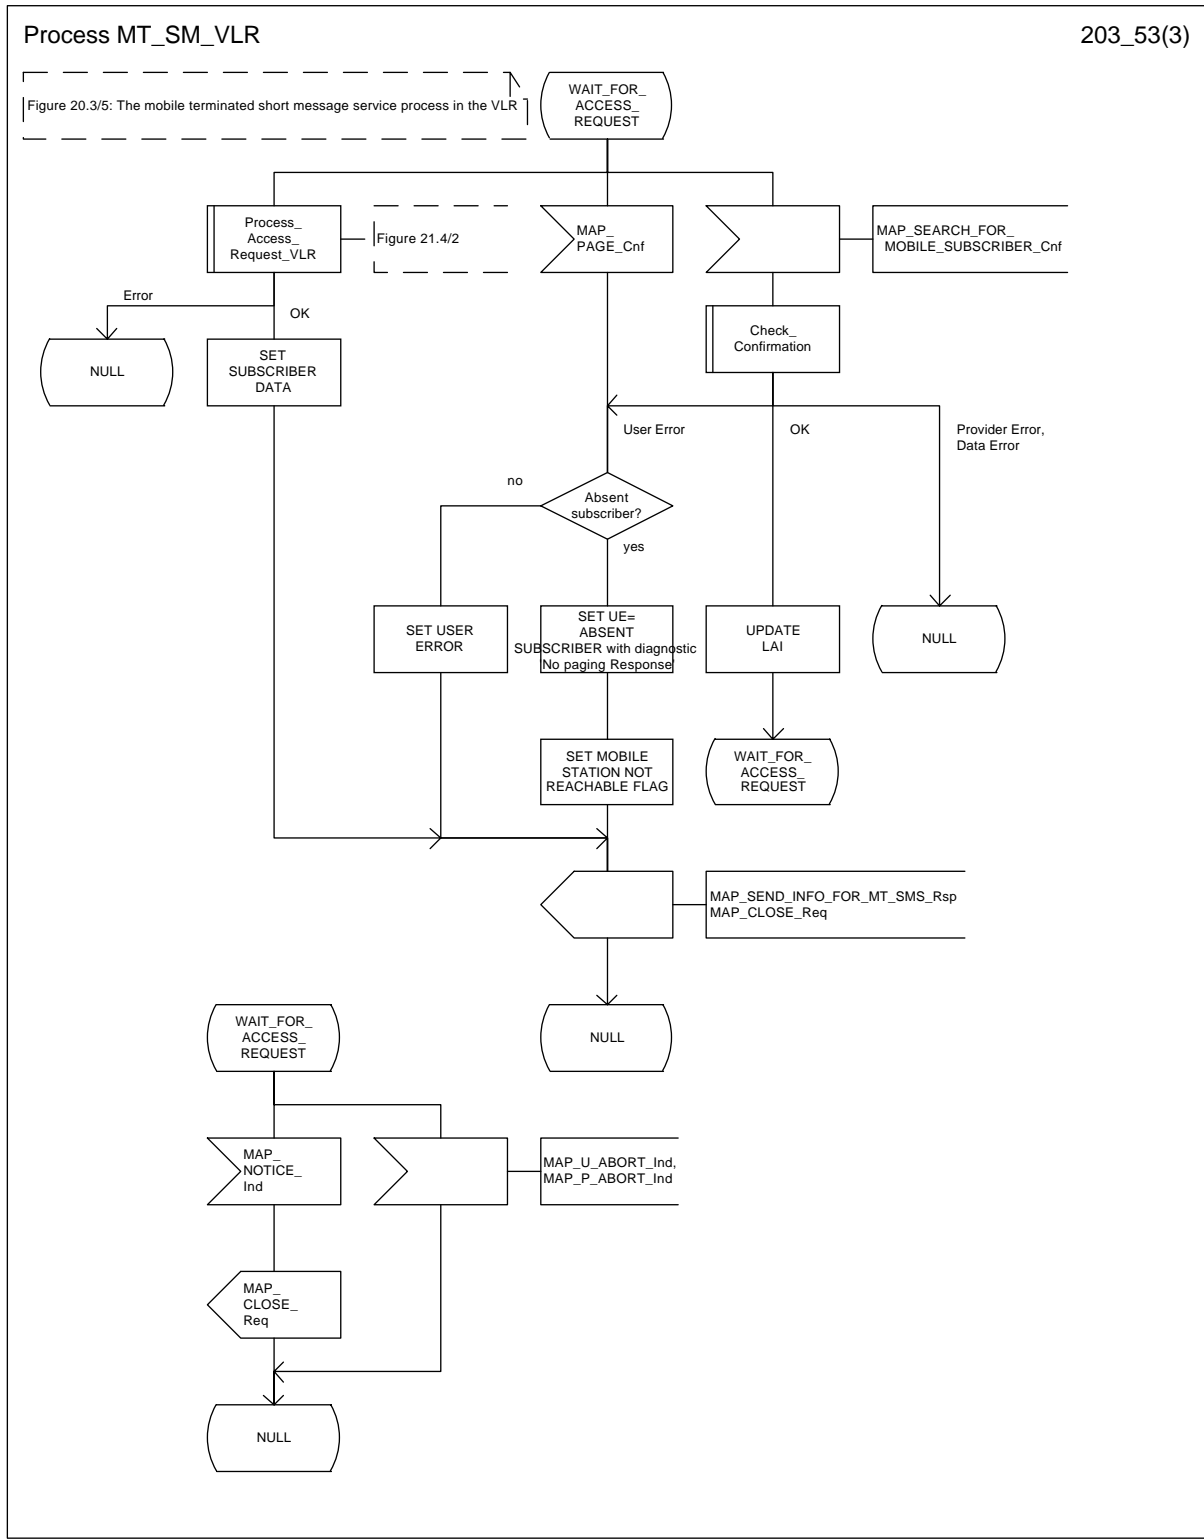 Process MT_SM_VLR
203_53(3)
Figure 20.3/5: The mobile terminated short message service process in the VLR
WAIT_FOR_
ACCESS_
REQUEST
Process_
Access_
Request_VLR
Figure 21.4/2
MAP_
PAGE_Cnf
MAP_SEARCH_FOR_
MOBILE_SUBSCRIBER_Cnf
Error
OK
NULL
SET
SUBSCRIBER
DATA
Check_
Confirmation
User Error
OK
Provider Error,
Data Error
no
Absent
subscriber?
yes
SET USER
ERROR
SET UE=
ABSENT
SUBSCRIBER with diagnostic
'No paging Response'
UPDATE
LAI
NULL
SET MOBILE
STATION NOT
REACHABLE FLAG
WAIT_FOR_
ACCESS_
REQUEST
MAP_SEND_INFO_FOR_MT_SMS_Rsp
MAP_CLOSE_Req
NULL
WAIT_FOR_
ACCESS_
REQUEST
MAP_
NOTICE_
Ind
MAP_U_ABORT_Ind,
MAP_P_ABORT_Ind
MAP_
CLOSE_
Req
NULL